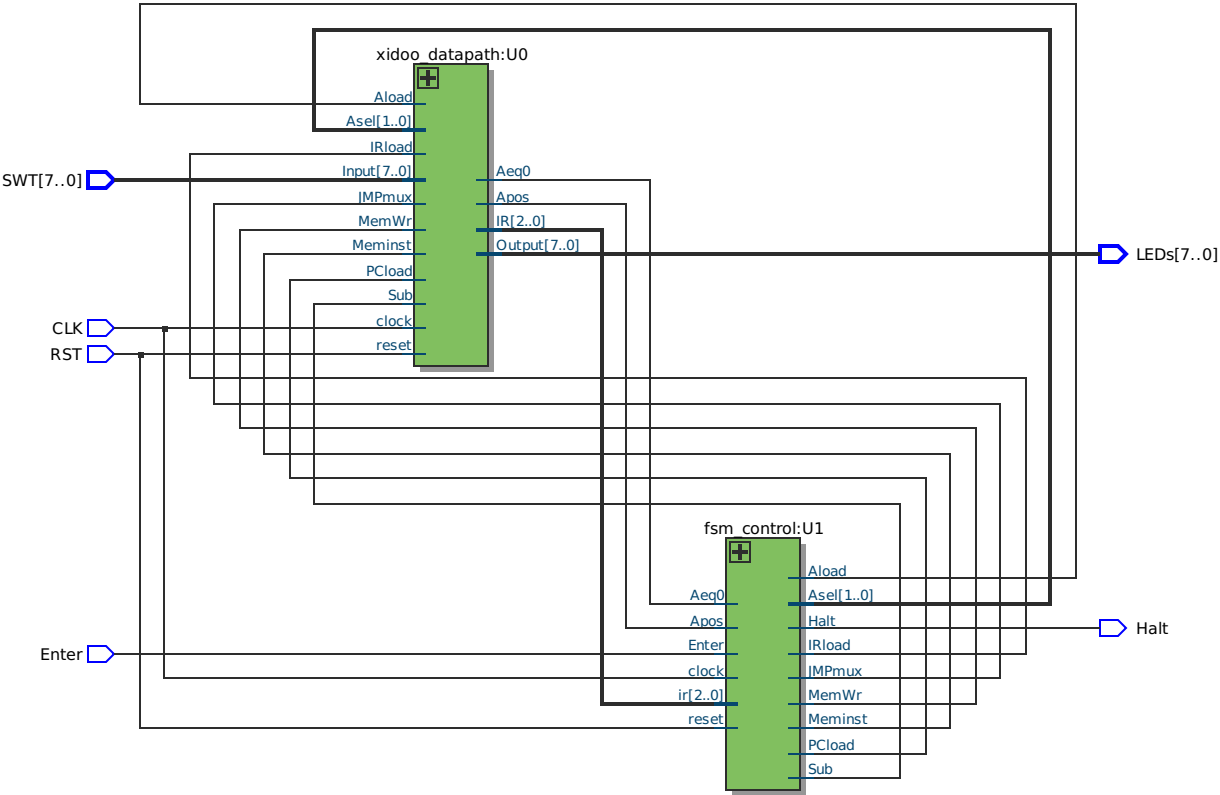 xidoo_datapath:U0
Aload
Asel[1..0]
IRload
SWT[7..0]
Input[7..0]
Aeq0
JMPmux
Apos
MemWr
IR[2..0]
Meminst
Output[7..0]
LEDs[7..0]
PCload
Sub
CLK
clock
RST
reset
fsm_control:U1
Aload
Aeq0
Asel[1..0]
Apos
Halt
Halt
Enter
Enter
IRload
clock
JMPmux
ir[2..0]
MemWr
reset
Meminst
PCload
Sub